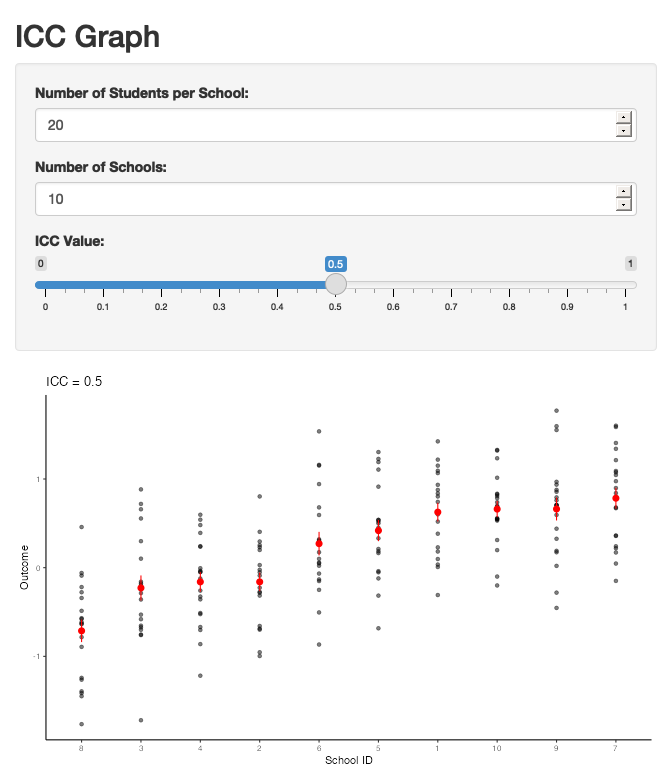 ICC Graph
Number of Students per School:
20
Number of Schools:
10
ICC Value:
0 0.5 1
0 0.1 0.2 0.3 0.4 0.5 0.6 0.7 0.8 0.9 1
ICC = 0.5
1
0
-1
Outcome
8 3 4 2 6 5 1 10 9 7
School ID